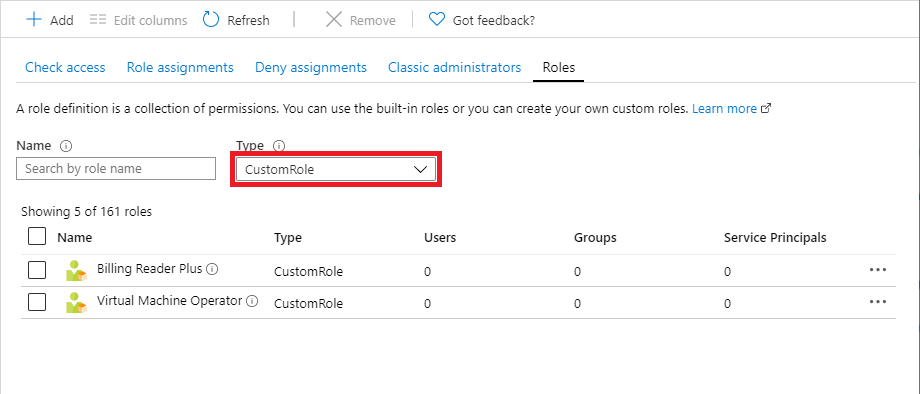 Add Edit columns Refresh Remove Got feedback?
Check access Role assignments Deny assignments Classic administrators Roles
A role definition is a collection of permissions. You can use the built-in roles or you can create your own custom roles. Learn more
Name Type
Search by role name CustomRole
Showing 5 of 161 roles
Name Type Users Groups Service Principals
Billing Reader Plus CustomRole 0 0 0
Virtual Machine Operator CustomRole 0 0 0